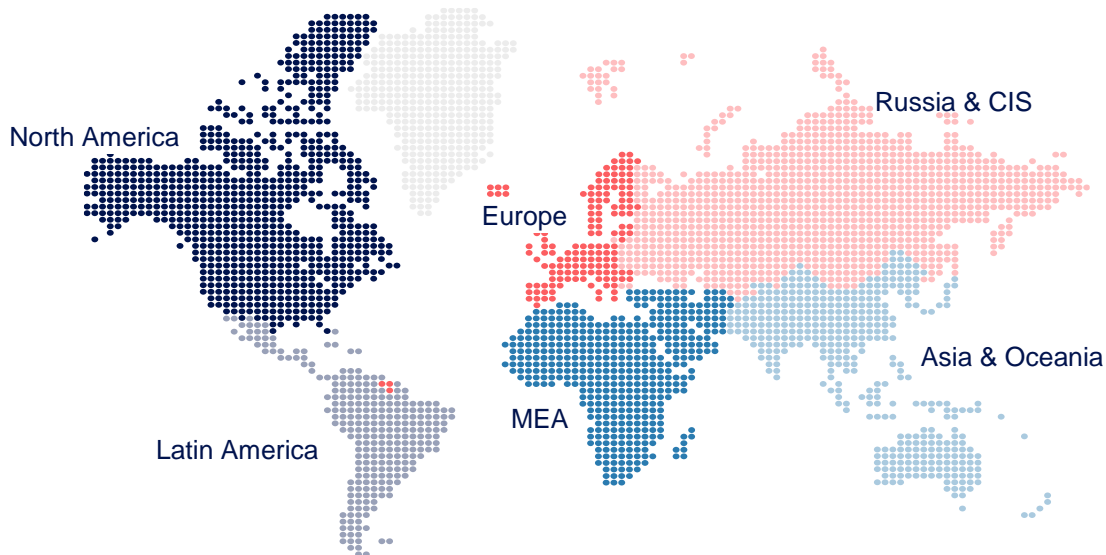 Russia & CIS
North America
Europe
Asia & Oceania
MEA
Latin America